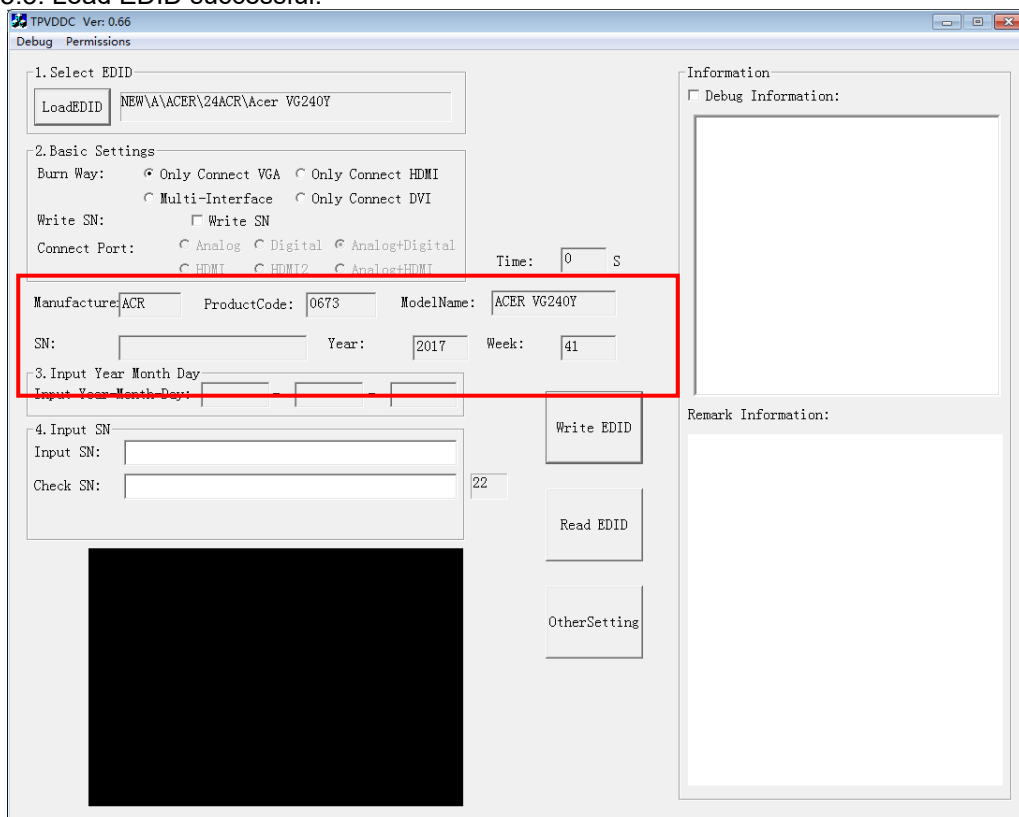 Load EDID successful.
TPVDDC Ver: 0.66
Debug Permissions
1.Select EDID
LoadEDID NEW\A\ACER\24ACR\Acer VG240Y
2.Basic Settings
Burn Way: Only Connect VGA Only Connect HDMI
Multi-Interface Only Connect DVI
Write SN: Write SN
Connect Port: Analog Digital Analog+Digital
HDMI HDMI2 Analog+HDMI
Time: 0 S
Manufacture: ACR ProductCode: 0673 ModelName: ACER VG240Y
SN: Year: 2017 Week: 41
3.Input Year Month Day
Input Year-Month-Day: - -
4.Input SN
Input SN:
Check SN: 22
Write EDID
Read EDID
OtherSetting
Information
Debug Information:
Remark Information: